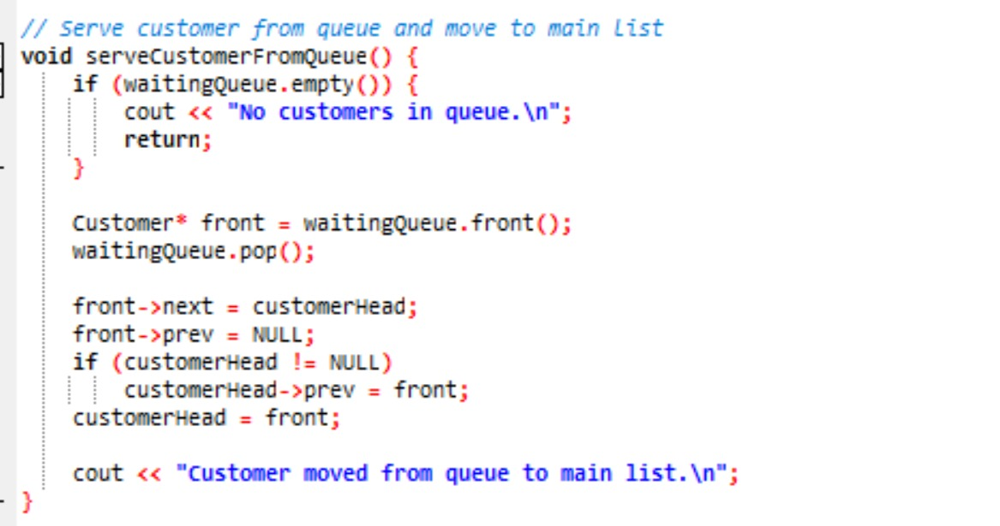 // Serve customer from queue and move to main List
void serveCustomerFromQueue() {
    if (waitingQueue.empty()) {
        cout << "No customers in queue.\n";
        return;
    }

    Customer* front = waitingQueue.front();
    waitingQueue.pop();

    front->next = customerHead;
    front->prev = NULL;
    if (customerHead != NULL)
        customerHead->prev = front;
    customerHead = front;

    cout << "Customer moved from queue to main list.\n";
}